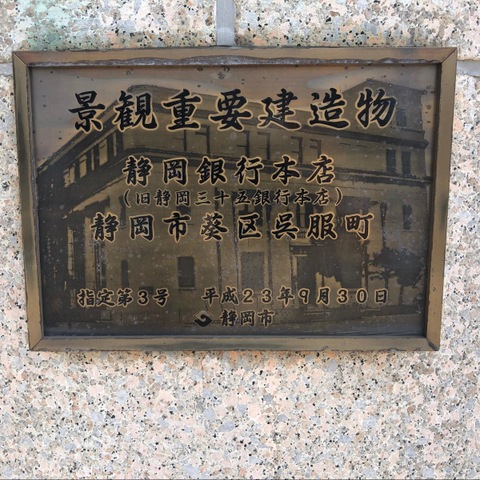 景観重要建造物
静岡銀行本店
(旧静岡三十五銀行本店)
静岡市葵区呉服町
指定第3号 平成23年9月30日
静岡市